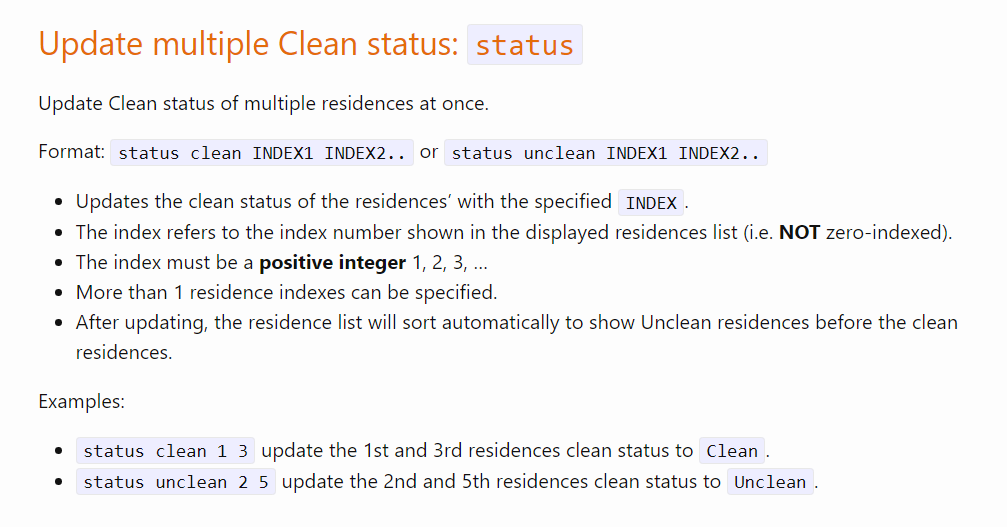 Update multiple Clean status: status
Update Clean status of multiple residences at once.
Format: status clean INDEX1 INDEX2.. or status unclean INDEX1 INDEX2..
• Updates the clean status of the residences’ with the specified INDEX.
• The index refers to the index number shown in the displayed residences list (i.e. NOT zero-indexed).
• The index must be a positive integer 1, 2, 3, …
• More than 1 residence indexes can be specified.
• After updating, the residence list will sort automatically to show Unclean residences before the clean
residences.
Examples:
• status clean 1 3 update the 1st and 3rd residences clean status to Clean.
• status unclean 2 5 update the 2nd and 5th residences clean status to Unclean.